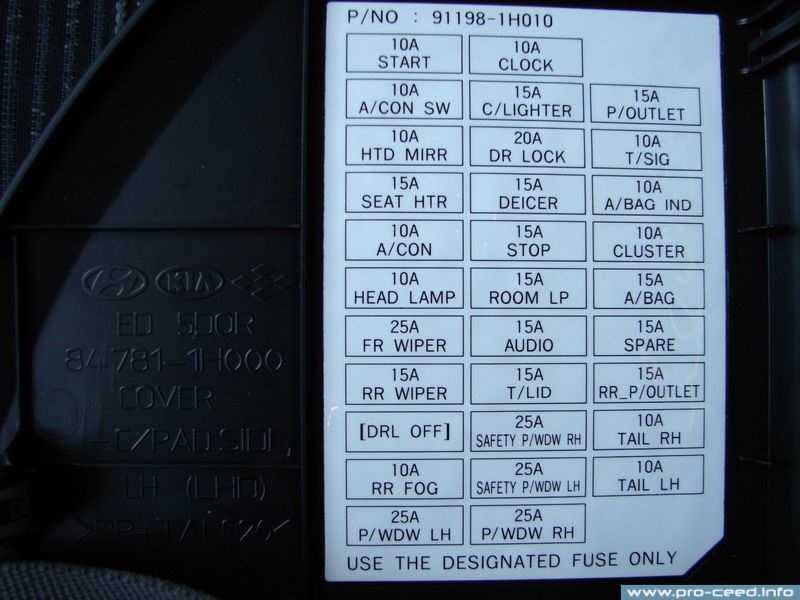 P/NO : 91198-1H010
10A 10A
START CLOCK
10A 15A 15A
A/CON SW C/LIGHTER P/OUTLET
10A 20A 10A
HTD MIRR DR LOCK T/SIG
15A 15A 10A
SEAT HTR DEICER A/BAG IND
10A 15A 10A
A/CON STOP CLUSTER
10A 15A 15A
HEAD LAMP ROOM LP A/BAG
25A 15A 15A
FR WIPER AUDIO SPARE
15A 15A 15A
RR WIPER T/LID RR_P/OUTLET
[DRL OFF] 25A 10A
SAFETY P/WDW RH TAIL RH
10A 25A 10A
RR FOG SAFETY P/WDW LH TAIL LH
25A 25A
P/WDW LH P/WDW RH
USE THE DESIGNATED FUSE ONLY
KIA
ED 5DOR
84781-1H000
COVER
-C/PAD SIDE,
LH (LHD)
www.pro-ceed.info